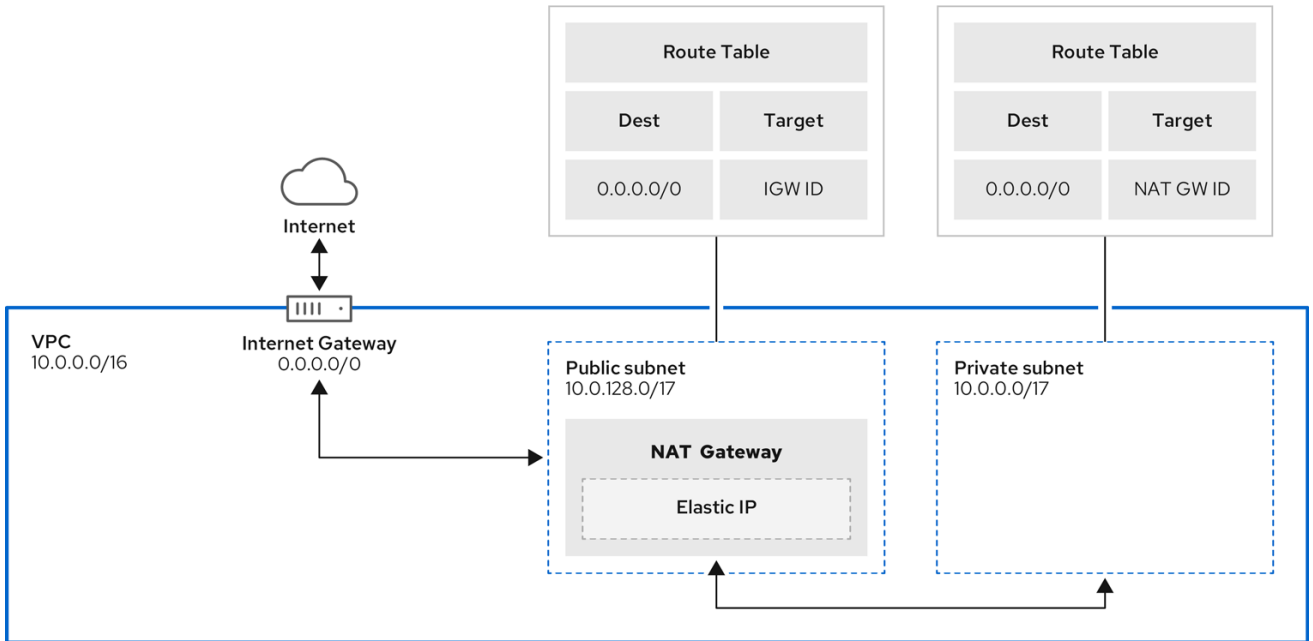 Route Table
Dest
Target
0.0.0.0/0
IGW ID
Route Table
Dest
Target
0.0.0.0/0
NAT GW ID
Internet
VPC
10.0.0.0/16
Internet Gateway
0.0.0.0/0
Public subnet
10.0.128.0/17
NAT Gateway
Elastic IP
Private subnet
10.0.0.0/17